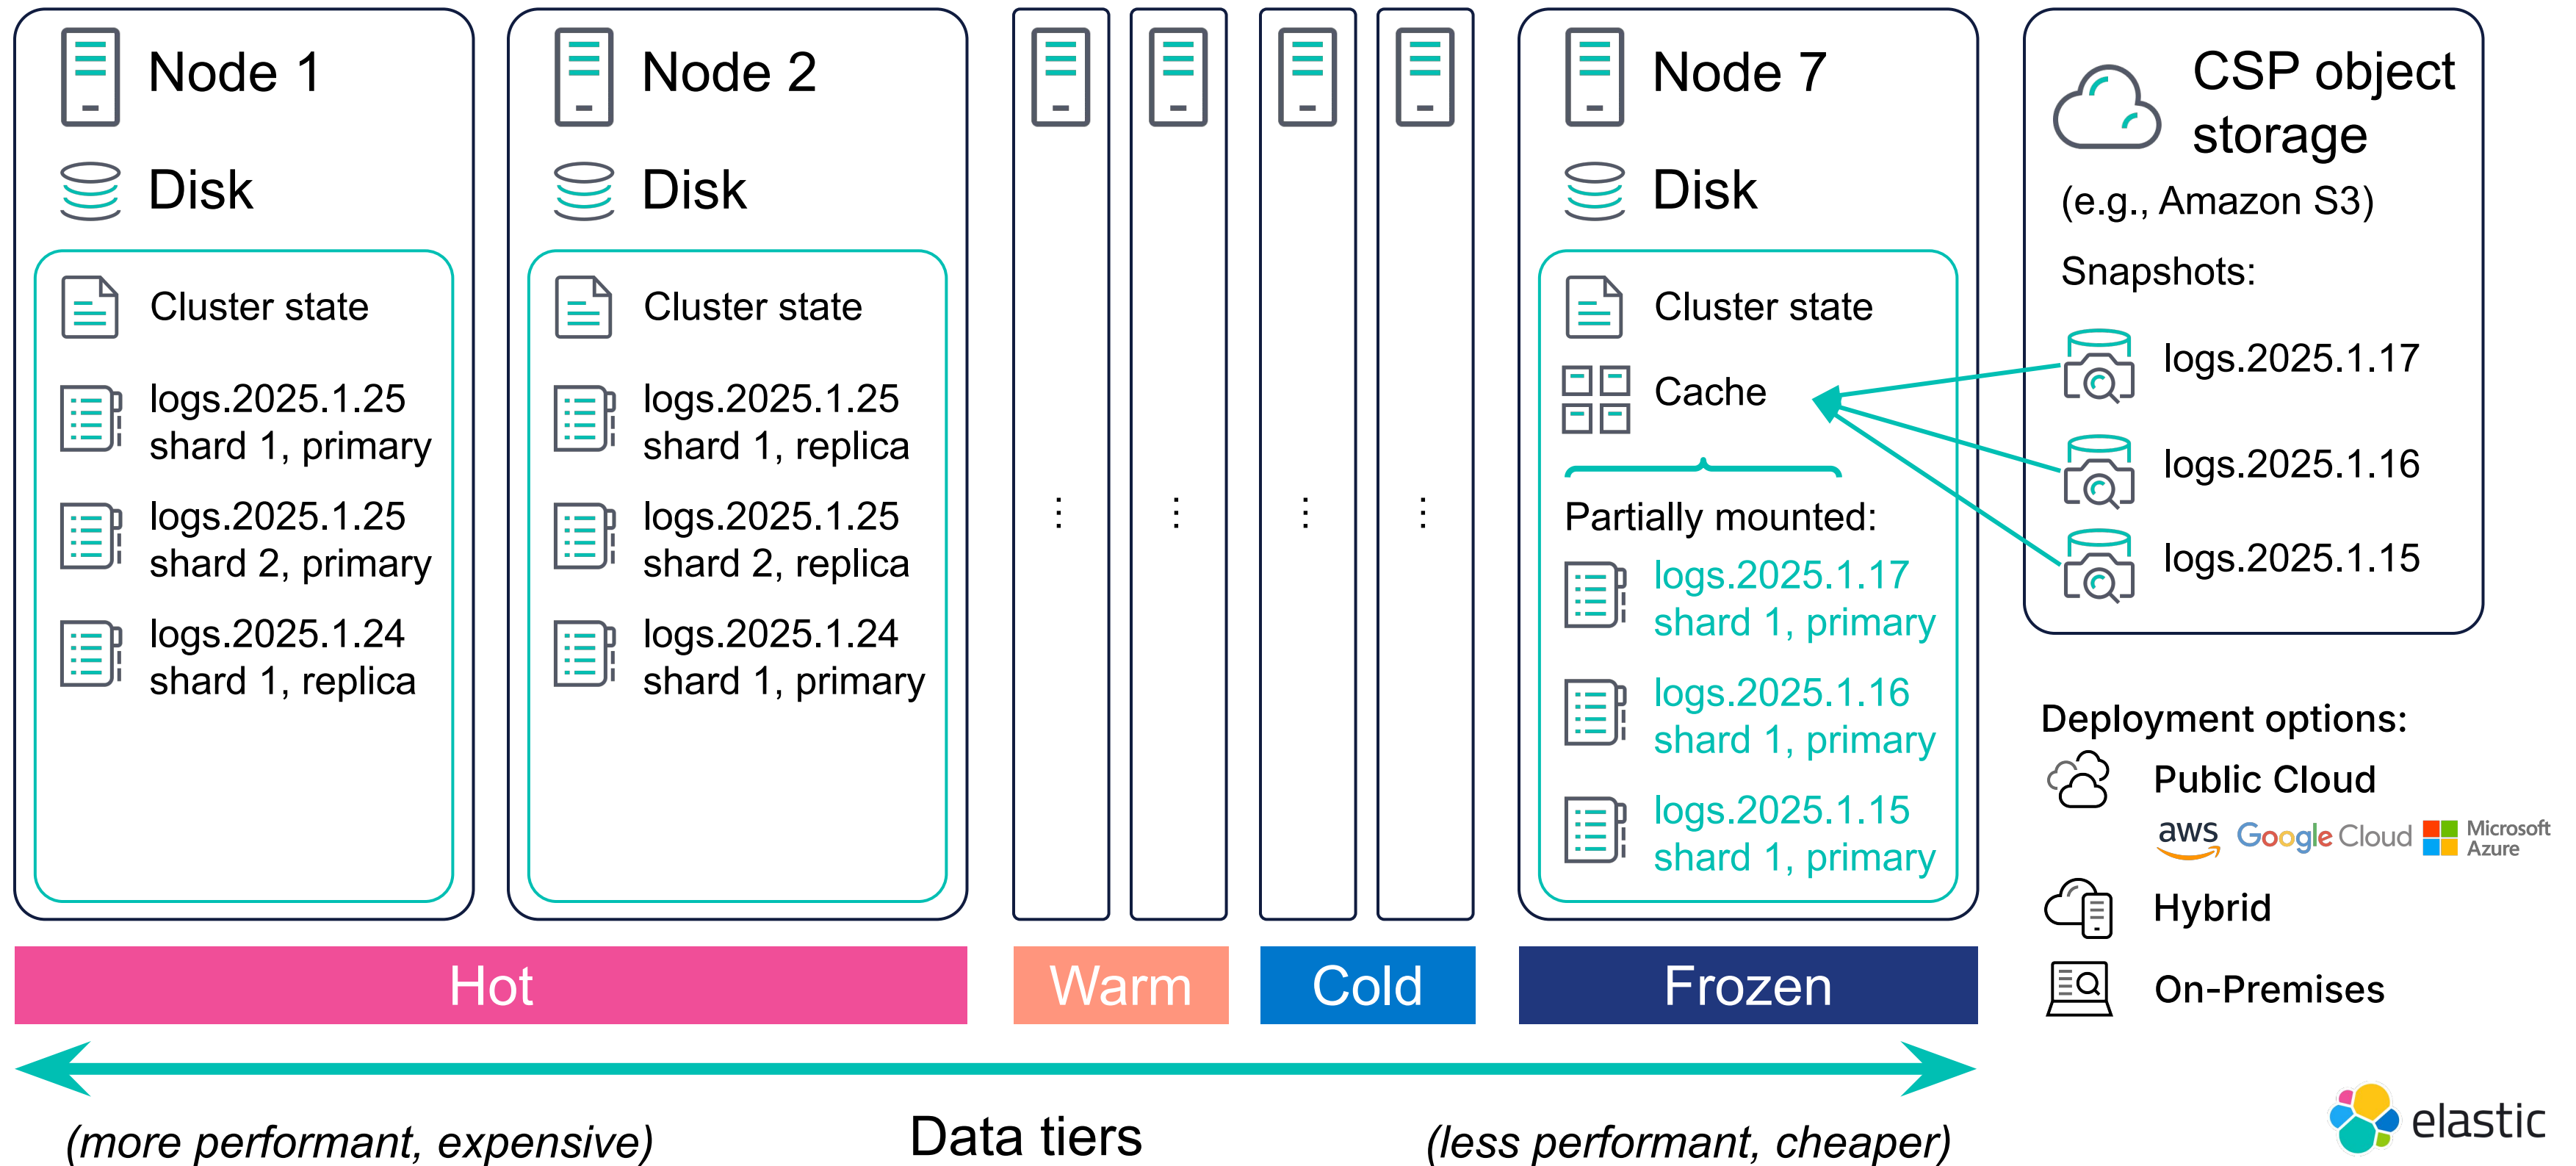 Node 1
Disk
Cluster state
logs.2025.1.25
shard 1, primary
logs.2025.1.25
shard 2, primary
logs.2025.1.24
shard 1, replica
Node 2
Disk
Cluster state
logs.2025.1.25
shard 1, replica
logs.2025.1.25
shard 2, replica
logs.2025.1.24
shard 1, primary
⋮
⋮
⋮
⋮
Node 7
Disk
Cluster state
Cache
Partially mounted:
logs.2025.1.17
shard 1, primary
logs.2025.1.16
shard 1, primary
logs.2025.1.15
shard 1, primary
CSP object
storage
(e.g., Amazon S3)
Snapshots:
logs.2025.1.17
logs.2025.1.16
logs.2025.1.15
Deployment options:
Public Cloud
aws Google Cloud Microsoft
Azure
Hybrid
On-Premises
Hot
Warm
Cold
Frozen
(more performant, expensive)
Data tiers
(less performant, cheaper)
elastic